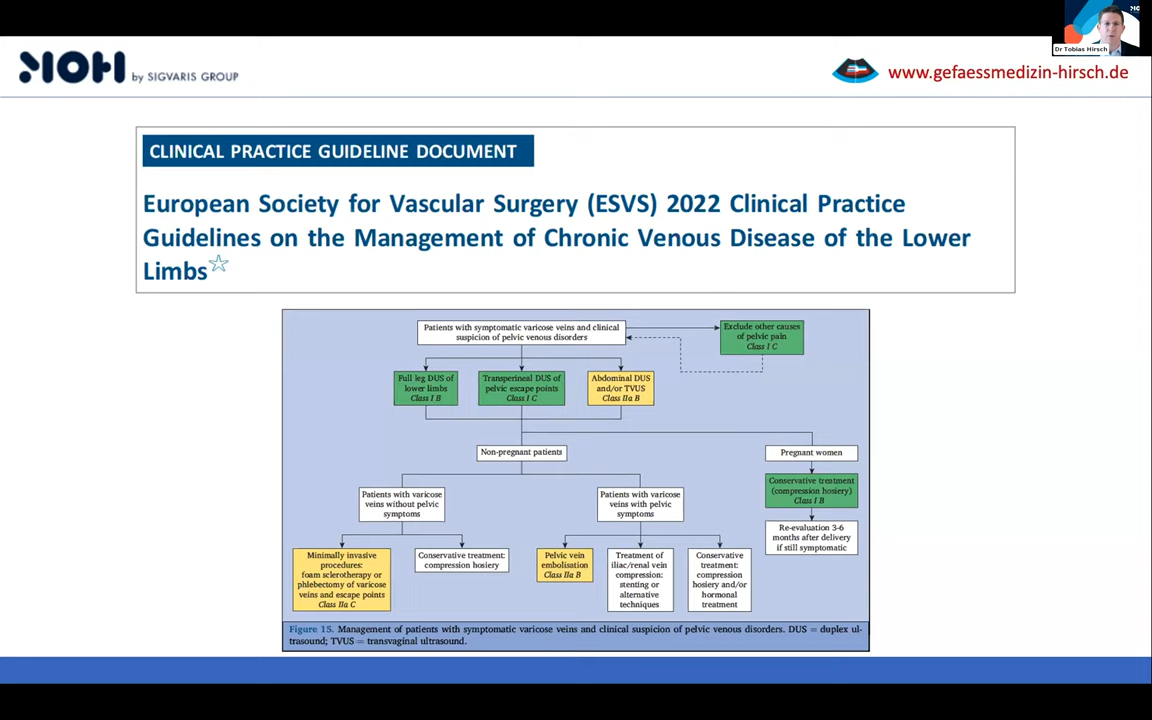 Dr Tobias Hirsch
MOH by SIGVARIS GROUP
www.gefaessmedizin-hirsch.de
CLINICAL PRACTICE GUIDELINE DOCUMENT
European Society for Vascular Surgery (ESVS) 2022 Clinical Practice
Guidelines on the Management of Chronic Venous Disease of the Lower
Limbs☆
Patients with symptomatic varicose veins and clinical
suspicion of pelvic venous disorders
Exclude other causes
of pelvic pain
Class I C
Full leg DUS of
lower limbs
Class I B
Transperineal DUS of
pelvic escape points
Class I C
Abdominal DUS
and/or TVUS
Class IIa B
Non-pregnant patients
Pregnant women
Patients with varicose
veins without pelvic
symptoms
Patients with varicose
veins with pelvic
symptoms
Conservative treatment
(compression hosiery)
Class I B
Re-evaluation 3-6
months after delivery
if still symptomatic
Minimally invasive
procedures:
foam sclerotherapy or
phlebectomy of varicose
veins and escape points
Class IIa C
Conservative treatment:
compression hosiery
Pelvic vein
embolisation
Class IIa B
Treatment of
iliac/renal vein
compression:
stenting or
alternative
techniques
Conservative
treatment:
compression
hosiery and/or
hormonal
treatment
Figure 15. Management of patients with symptomatic varicose veins and clinical suspicion of pelvic venous disorders. DUS = duplex ul-
trasound; TVUS = transvaginal ultrasound.